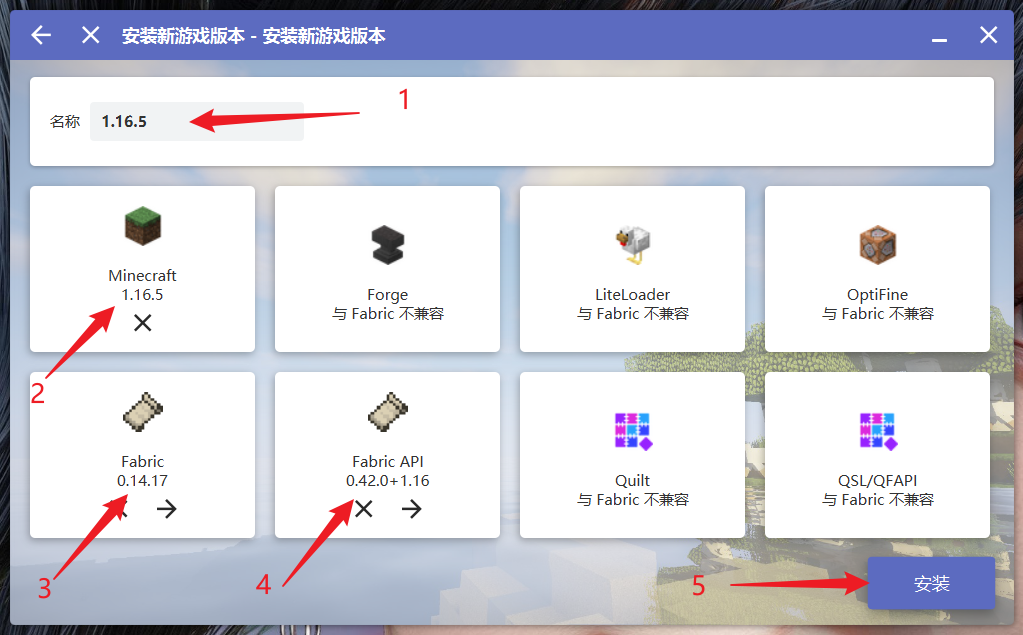 安装新游戏版本 - 安装新游戏版本
1
名称 1.16.5
Minecraft
1.16.5
Forge
与 Fabric 不兼容
LiteLoader
与 Fabric 不兼容
OptiFine
与 Fabric 不兼容
2
Fabric
0.14.17
Fabric API
0.42.0+1.16
Quilt
与 Fabric 不兼容
QSL/QFAPI
与 Fabric 不兼容
3
4
5
安装